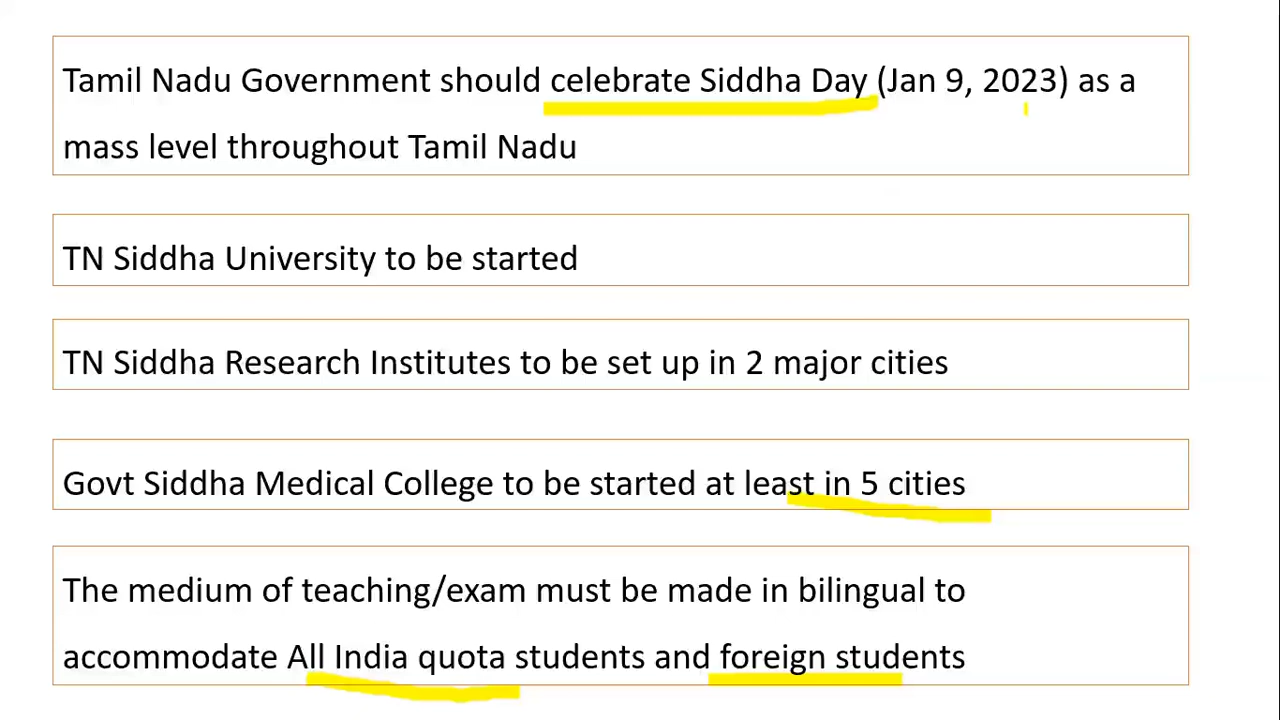 Tamil Nadu Government should celebrate Siddha Day (Jan 9, 2023) as a
mass level throughout Tamil Nadu
TN Siddha University to be started
TN Siddha Research Institutes to be set up in 2 major cities
Govt Siddha Medical College to be started at least in 5 cities
The medium of teaching/exam must be made in bilingual to
accommodate All India quota students and foreign students